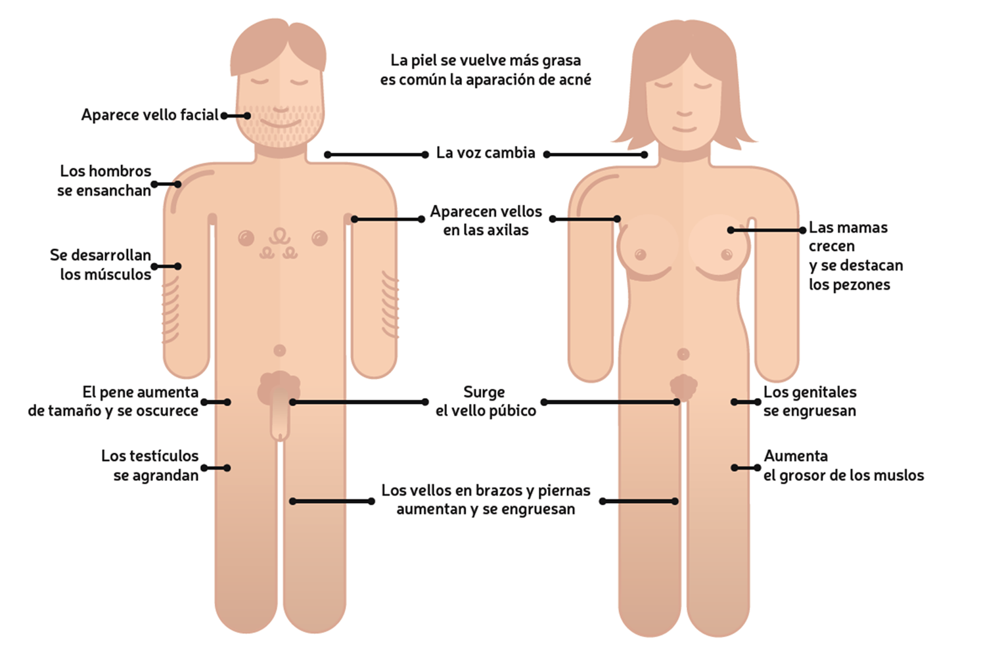 La piel se vuelve más grasa
es común la aparación de acné
Aparece vello facial
La voz cambia
Los hombros
se ensanchan
Aparecen vellos
en las axilas
Las mamas
crecen
y se destacan
los pezones
Se desarrollan
los músculos
El pene aumenta
de tamaño y se oscurece
Surge
el vello púbico
Los genitales
se engruesan
Los testículos
se agrandan
Aumenta
el grosor de los muslos
Los vellos en brazos y piernas
aumentan y se engruesan